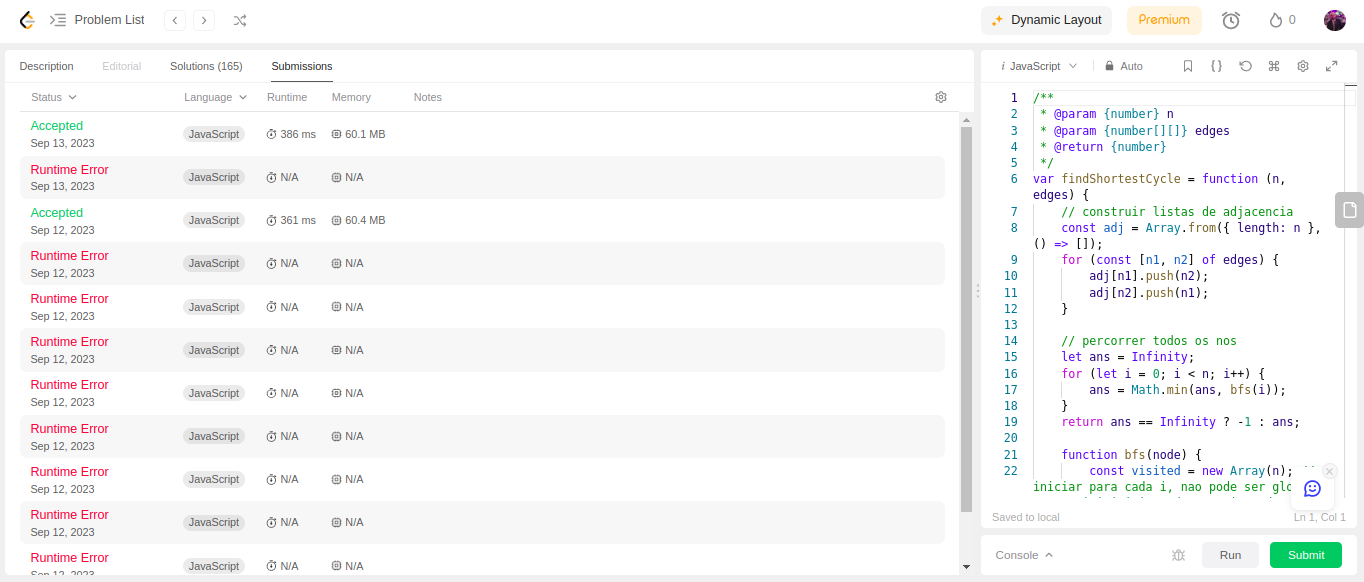 Problem List
Dynamic Layout
Premium
0
Description Editorial Solutions (165) Submissions
Status Language Runtime Memory Notes
Accepted
Sep 13, 2023
JavaScript 386 ms 60.1 MB
Runtime Error
Sep 13, 2023
JavaScript N/A N/A
Accepted
Sep 12, 2023
JavaScript 361 ms 60.4 MB
Runtime Error
Sep 12, 2023
JavaScript N/A N/A
Runtime Error
Sep 12, 2023
JavaScript N/A N/A
Runtime Error
Sep 12, 2023
JavaScript N/A N/A
Runtime Error
Sep 12, 2023
JavaScript N/A N/A
Runtime Error
Sep 12, 2023
JavaScript N/A N/A
Runtime Error
Sep 12, 2023
JavaScript N/A N/A
Runtime Error
Sep 12, 2023
JavaScript N/A N/A
Runtime Error
Sep 12, 2023
JavaScript N/A N/A
i JavaScript Auto
1 /**
2 * @param {number} n
3 * @param {number[][]} edges
4 * @return {number}
5 */
6 var findShortestCycle = function (n,
edges) {
7 // construir listas de adjacencia
8 const adj = Array.from({ length: n },
() => []);
9 for (const [n1, n2] of edges) {
10 adj[n1].push(n2);
11 adj[n2].push(n1);
12 }
13
14 // percorrer todos os nos
15 let ans = Infinity;
16 for (let i = 0; i < n; i++) {
17 ans = Math.min(ans, bfs(i));
18 }
19 return ans == Infinity ? -1 : ans;
20
21 function bfs(node) {
22 const visited = new Array(n); //
iniciar para cada i, nao pode ser
Saved to local
Ln 1, Col 1
Console
Run
Submit